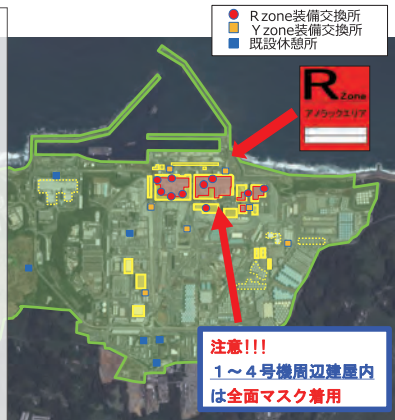 Rzone装備交換所
Yzone装備交換所
既設休憩所
R Zone
アノラックエリア
注意!!!
1～4号機周辺建屋内
は全面マスク着用